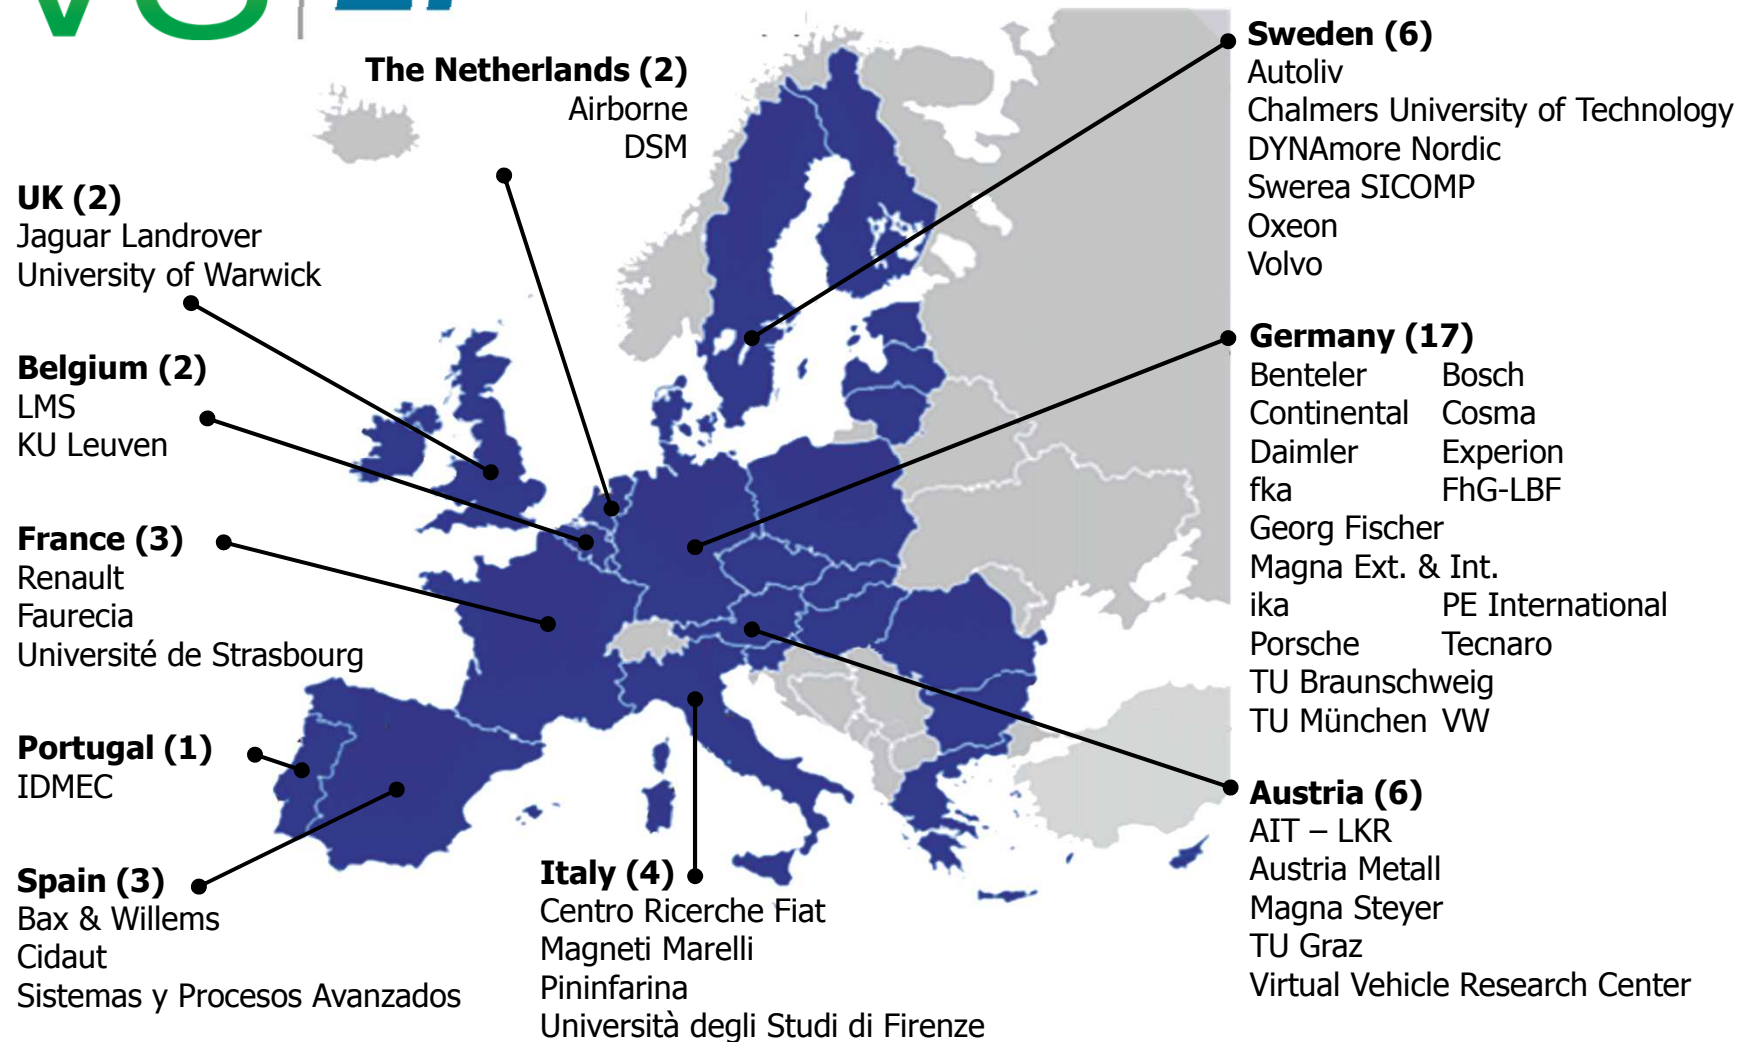 The Netherlands (2)
Airborne
DSM
UK (2)
Jaguar Landrover
University of Warwick
Belgium (2)
LMS
KU Leuven
France (3)
Renault
Faurecia
Université de Strasbourg
Portugal (1)
IDMEC
Spain (3)
Bax & Willems
Cidaut
Sistemas y Procesos Avanzados
Italy (4)
Centro Ricerche Fiat
Magneti Marelli
Pininfarina
Università degli Studi di Firenze
Sweden (6)
Autoliv
Chalmers University of Technology
DYNAmore Nordic
Swerea SICOMP
Oxeon
Volvo
Germany (17)
Benteler Bosch
Continental Cosma
Daimler Experion
fka FhG-LBF
Georg Fischer
Magna Ext. & Int.
ika PE International
Porsche Tecnaro
TU Braunschweig
TU München VW
Austria (6)
AIT – LKR
Austria Metall
Magna Steyer
TU Graz
Virtual Vehicle Research Center